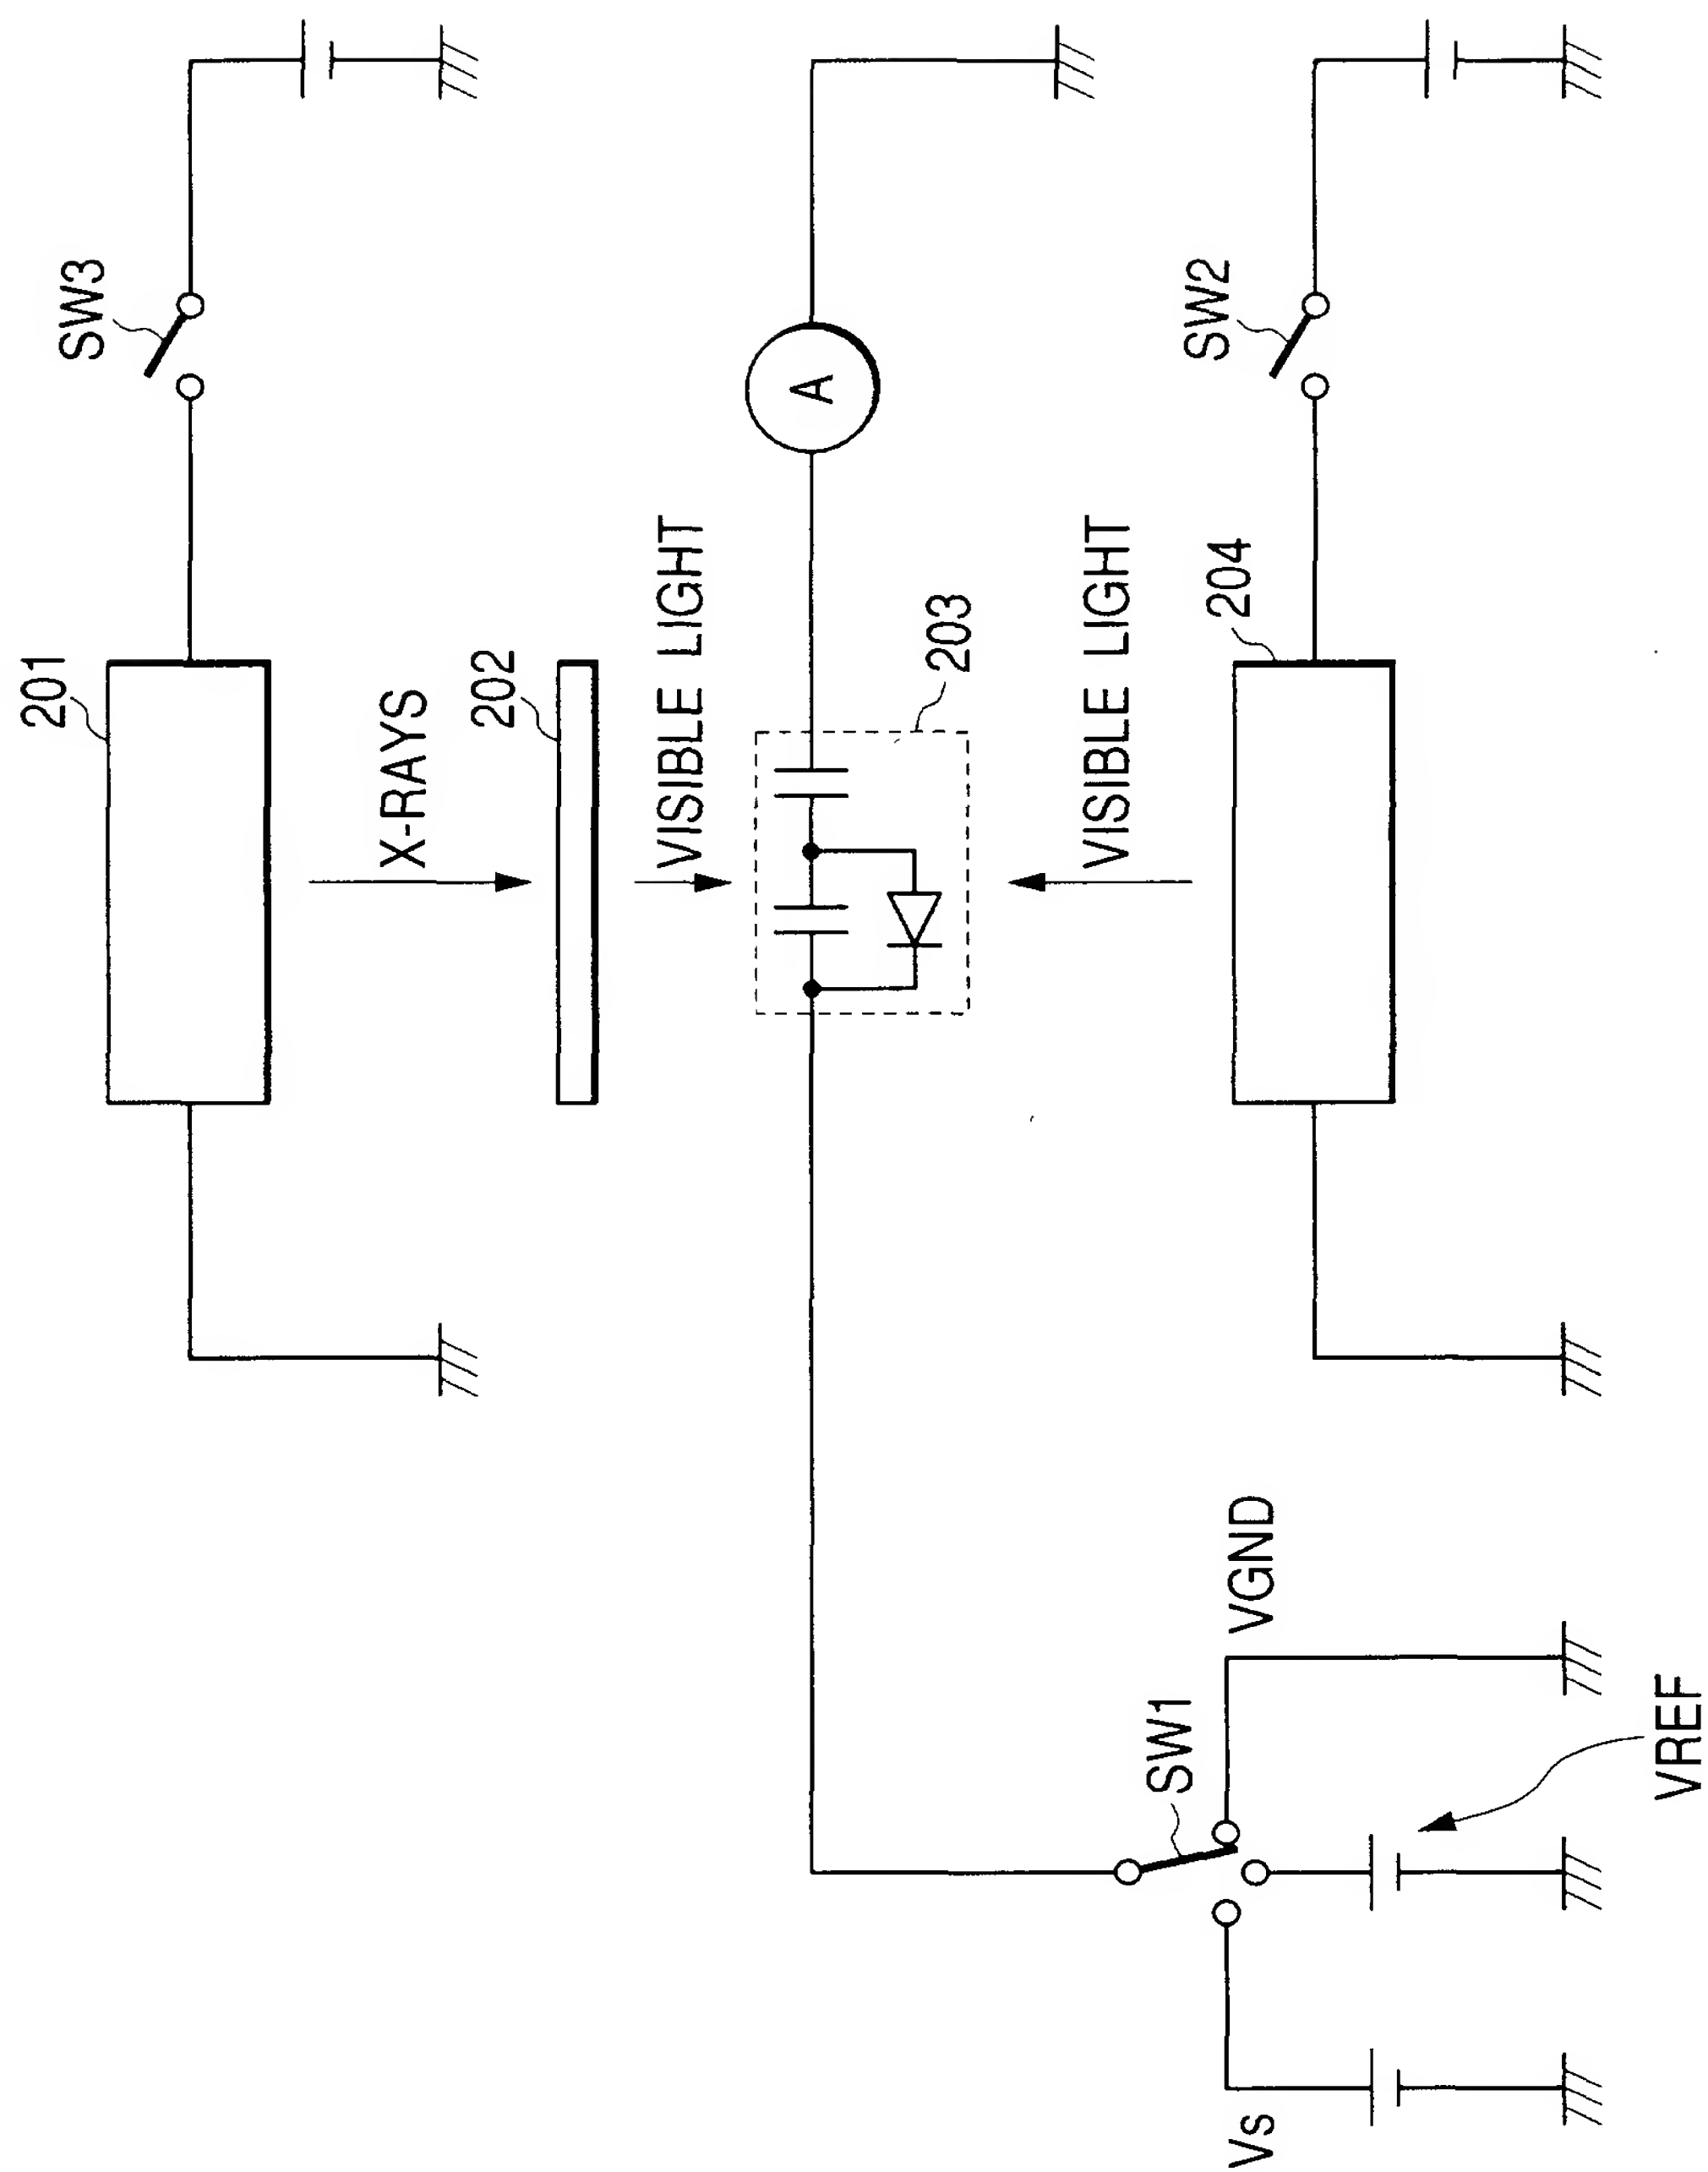 201
SW3
X-RAYS
202
VISIBLE LIGHT
A
203
VISIBLE LIGHT
204
SW2
SW1
VGND
VREF
Vs